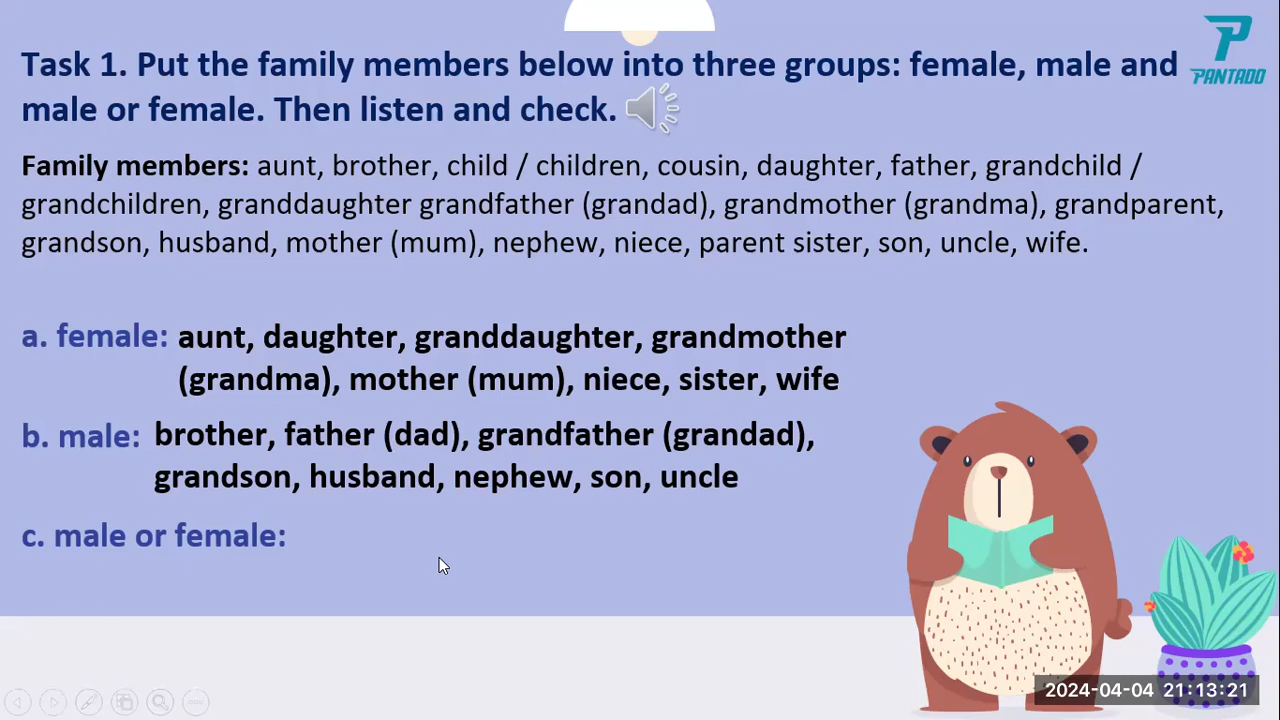 Task 1. Put the family members below into three groups: female, male and
male or female. Then listen and check.
PANTADO
Family members: aunt, brother, child / children, cousin, daughter, father, grandchild /
grandchildren, granddaughter grandfather (grandad), grandmother (grandma), grandparent,
grandson, husband, mother (mum), nephew, niece, parent sister, son, uncle, wife.
a. female: aunt, daughter, granddaughter, grandmother
(grandma), mother (mum), niece, sister, wife
b. male: brother, father (dad), grandfather (grandad),
grandson, husband, nephew, son, uncle
c. male or female:
2024-04-04 21:13:21